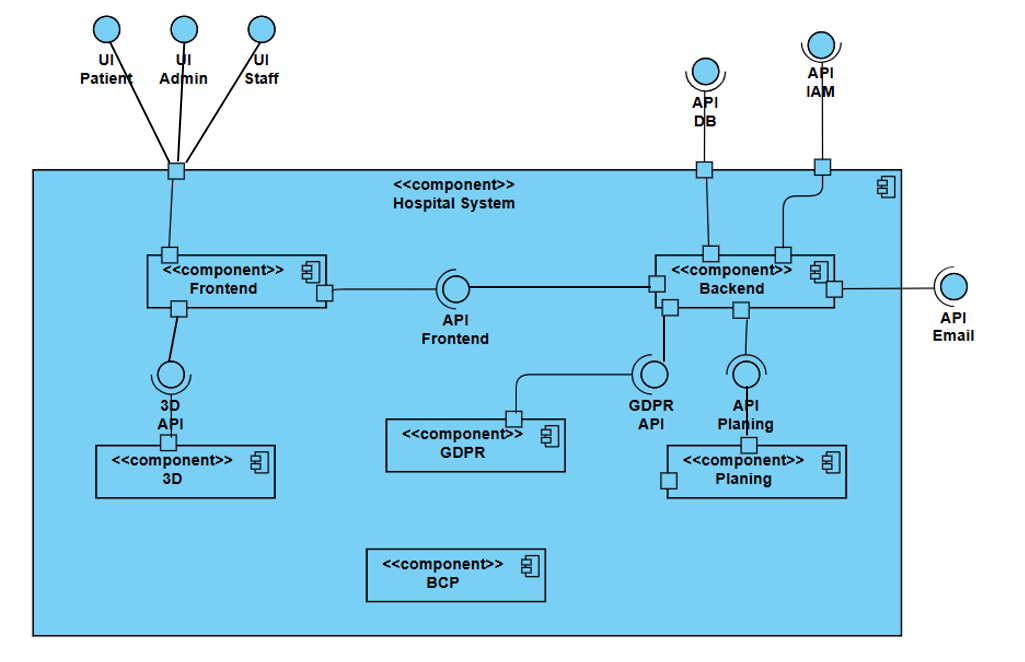 UI
Patient
UI
Admin
UI
Staff
API
DB
API
IAM
<<component>>
Hospital System
<<component>>
Frontend
<<component>>
Backend
API
Frontend
API
Email
3D
API
GDPR
API
API
Planing
<<component>>
GDPR
<<component>>
3D
<<component>>
Planing
<<component>>
BCP